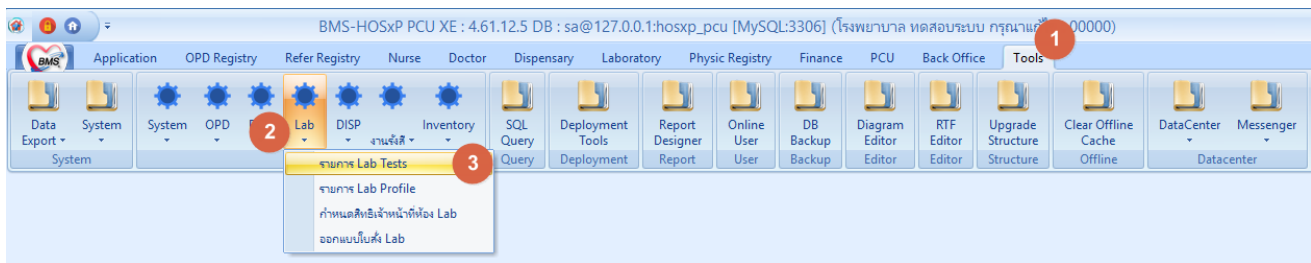 BMS-HOSxP PCU XE : 4.61.12.5 DB : sa@127.0.0.1:hosxp_pcu [MySQL:3306] (โรงพยาบาล ทดสอบระบบ กรุณาแก้ 00000)
1
BMS Application OPD Registry Refer Registry Nurse Doctor Dispensary Laboratory Physic Registry Finance PCU Back Office Tools
Data Export System System OPD Lab DISP งานรังสี Inventory SQL Query Deployment Tools Report Designer Online User DB Backup Diagram Editor RTF Editor Upgrade Structure Clear Offline Cache DataCenter Messenger
2
System Query Deployment Report User Backup Editor Editor Structure Offline Datacenter
รายการ Lab Tests 3
รายการ Lab Profile
กำหนดสิทธิเจ้าหน้าที่ห้อง Lab
ออกแบบใบสั่ง Lab